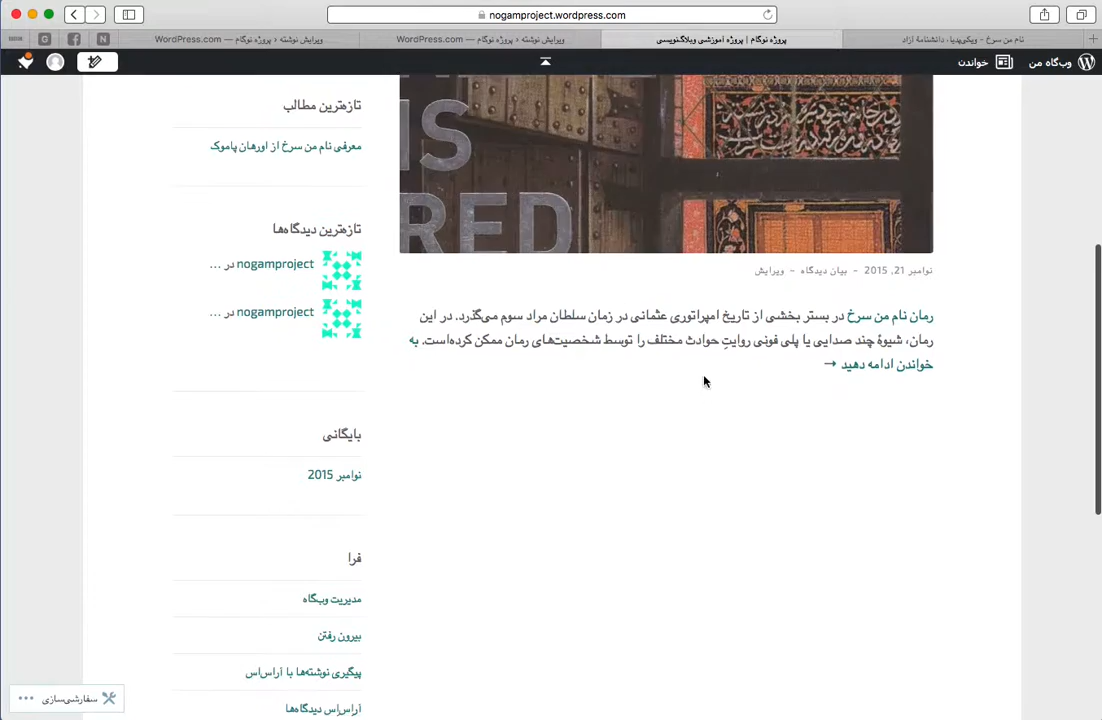 nogampoject.wordpress.com
ویرایش نوشته ‹ پروژه نوگام — WordPress.com
ویرایش نوشته ‹ پروژه نوگام — WordPress.com
پروژه نوگام | پروژه آموزشی وبلاگ‌نویسی
نام من سرخ - ویکی‌پدیا، دانشنامهٔ آزاد
وب‌گاه من
خواندن
IS
RED
نوامبر 21, 2015 ~ بیان دیدگاه ~ ویرایش
رمان نام من سرخ در بستر بخشی از تاریخ امپراتوری عثمانی در زمان سلطان مراد سوم می‌گذرد. در این
رمان، شیوهٔ چند صدایی یا پلی فونی روایتِ حوادث مختلف را توسط شخصیت‌های رمان ممکن کرده‌است. به
خواندن ادامه دهید →
تازه‌ترین مطالب
معرفی نام من سرخ از اورهان پاموک
تازه‌ترین دیدگاه‌ها
nogamproject در ...
nogamproject در ...
بایگانی
نوامبر 2015
فرا
مدیریت وب‌گاه
بیرون رفتن
پیگیری نوشته‌ها با آراس‌اس
آراس‌اس دیدگاه‌ها
سفارشی‌سازی